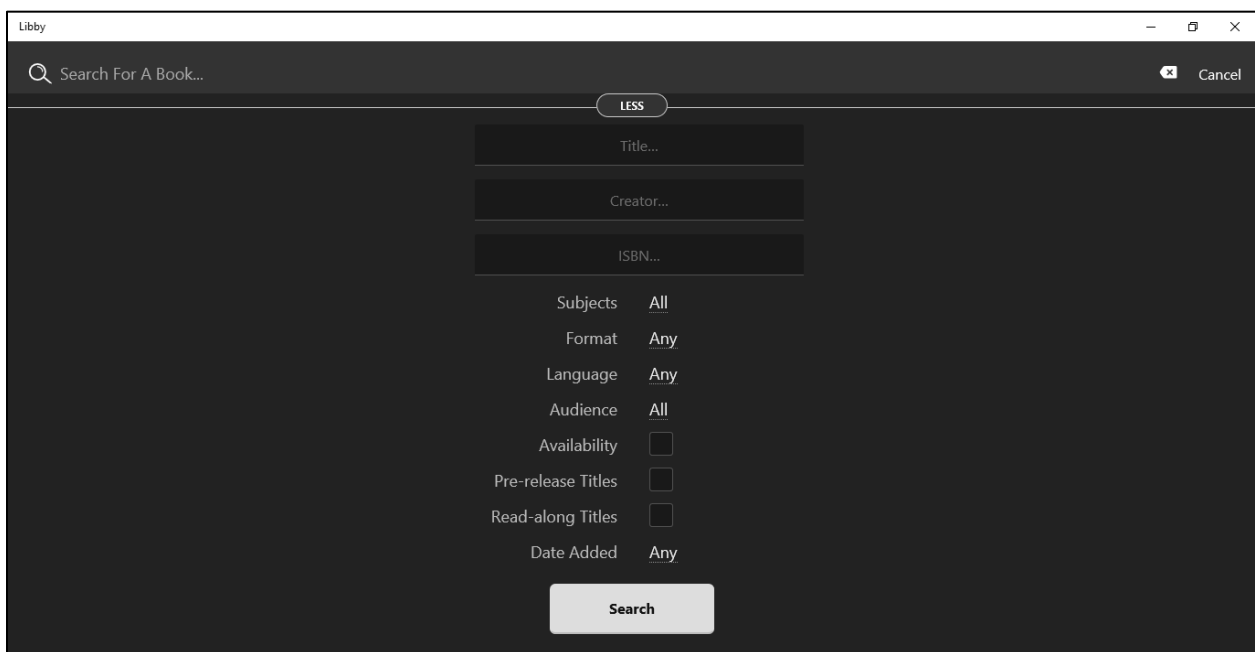 Libby
Search For A Book... Cancel
LESS
Title...
Creator...
ISBN...
Subjects All
Format Any
Language Any
Audience All
Availability
Pre-release Titles
Read-along Titles
Date Added Any
Search